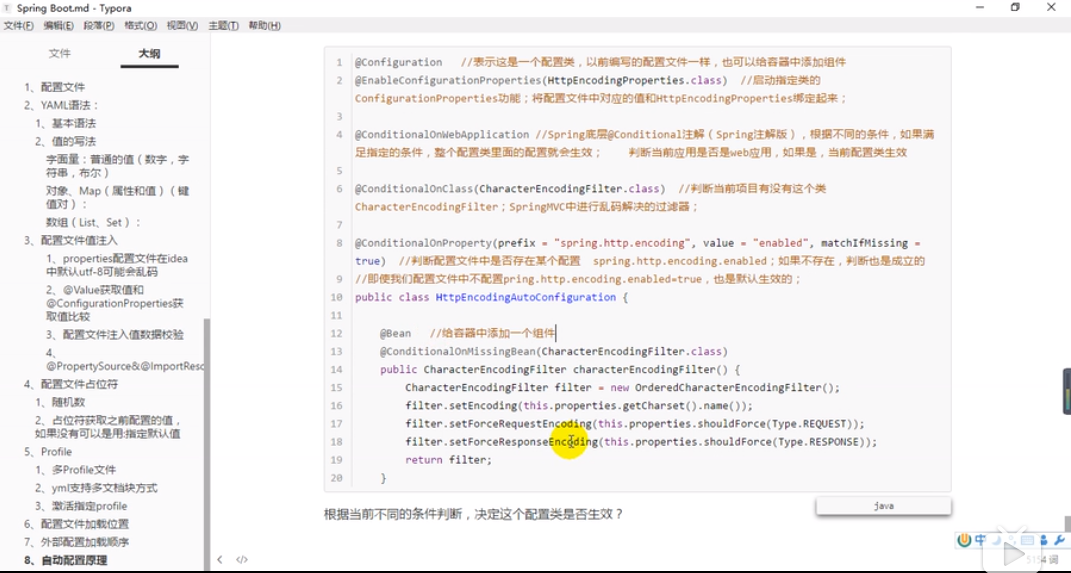 Spring Boot.md - Typora
文件(F) 编辑(E) 段落(P) 格式(O) 视图(V) 主题(T) 帮助(H)
文件 大纲
1、配置文件
2、YAML语法：
1、基本语法
2、值的写法
字面量：普通的值（数字，字
符串，布尔）
对象、Map（属性和值）（键
值对）：
数组（List、Set）：
3、配置文件值注入
1、properties配置文件在idea
中默认utf-8可能会乱码
2、@Value获取值和
@ConfigurationProperties获
取值比较
3、配置文件注入值数据校验
4、
@PropertySource&@ImportResc
4、配置文件占位符
1、随机数
2、占位符获取之前配置的值，
如果没有可以是用:指定默认值
5、Profile
1、多Profile文件
2、yml支持多文档块方式
3、激活指定profile
6、配置文件加载位置
7、外部配置加载顺序
8、自动配置原理
1 @Configuration //表示这是一个配置类，以前编写的配置文件一样，也可以给容器中添加组件
2 @EnableConfigurationProperties(HttpEncodingProperties.class) //启动指定类的
ConfigurationProperties功能；将配置文件中对应的值和HttpEncodingProperties绑定起来；
3
4 @ConditionalOnWebApplication //Spring底层@Conditional注解（Spring注解版），根据不同的条件，如果满
足指定的条件，整个配置类里面的配置就会生效； 判断当前应用是否是web应用，如果是，当前配置类生效
5
6 @ConditionalOnClass(CharacterEncodingFilter.class) //判断当前项目有没有这个类
CharacterEncodingFilter；SpringMVC中进行乱码解决的过滤器；
7
8 @ConditionalOnProperty(prefix = "spring.http.encoding", value = "enabled", matchIfMissing =
true) //判断配置文件中是否存在某个配置 spring.http.encoding.enabled；如果不存在，判断也是成立的
9 //即使我们配置文件中不配置pring.http.encoding.enabled=true，也是默认生效的；
10 public class HttpEncodingAutoConfiguration {
11
12 @Bean //给容器中添加一个组件
13 @ConditionalOnMissingBean(CharacterEncodingFilter.class)
14 public CharacterEncodingFilter characterEncodingFilter() {
15 CharacterEncodingFilter filter = new OrderedCharacterEncodingFilter();
16 filter.setEncoding(this.properties.getCharset().name());
17 filter.setForceRequestEncoding(this.properties.shouldForce(Type.REQUEST));
18 filter.setForceResponseEncoding(this.properties.shouldForce(Type.RESPONSE));
19 return filter;
20 }
java
根据当前不同的条件判断，决定这个配置类是否生效？
中